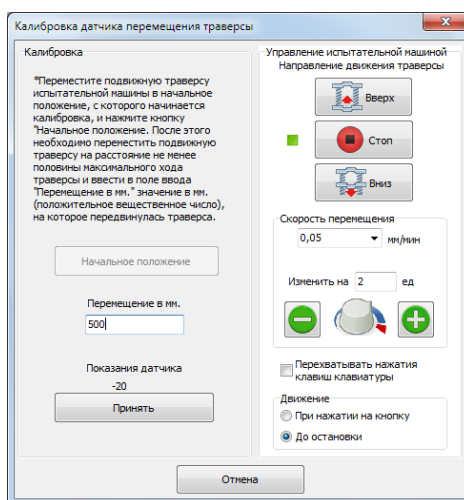 Калибровка датчика перемещения траверсы
Калибровка
"Переместите подвижную траверсу
испытательной машины в начальное
положение, с которого начинается
калибровка, и нажмите кнопку
"Начальное положение. После этого
необходимо переместить подвижную
траверсу на расстояние не менее
половины максимального хода
траверсы и ввести в поле ввода
"Перемещение в мм." значение в мм.
(положительное вещественное число),
на которое передвинулась траверса.
Начальное положение
Перемещение в мм.
500
Показания датчика
-20
Принять
Управление испытательной машиной
Направление движения траверсы
Вверх
Стоп
Вниз
Скорость перемещения
0,05 мм/мин
Изменить на 2 ед
Перехватывать нажатия
клавиш клавиатуры
Движение
При нажатии на кнопку
До остановки
Отмена